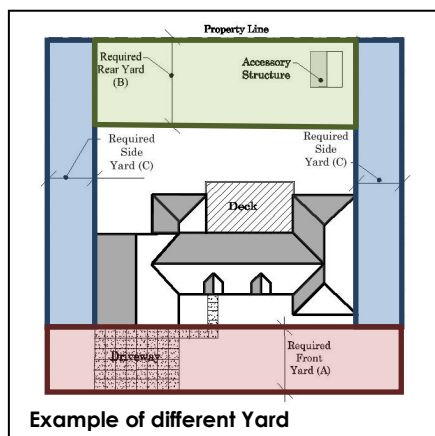 Property Line
Required
Rear Yard
(B)
Accessory
Structure
Required
Side
Yard (C)
Required
Side
Yard (C)
Deck
Driveway
Required
Front
Yard (A)
Example of different Yard